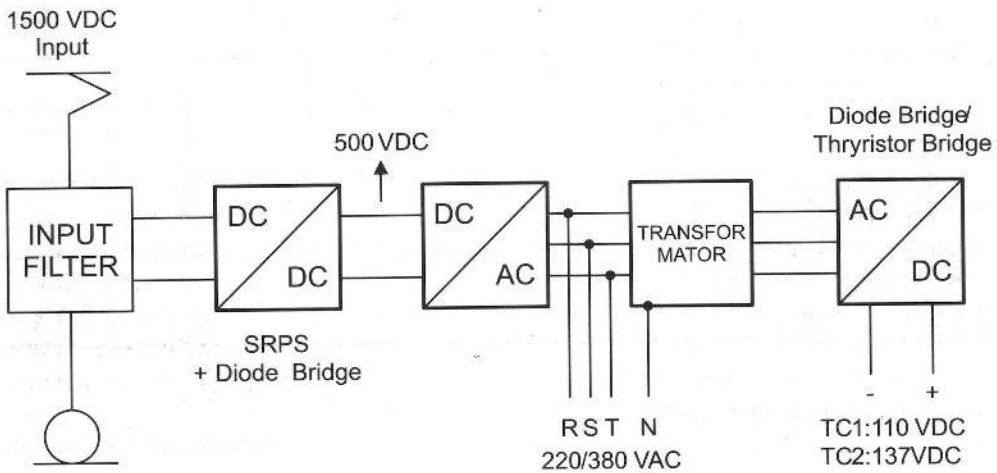 1500 VDC
Input
INPUT
FILTER
DC
DC
SRPS
+ Diode Bridge
500 VDC
DC
AC
R S T N
220/380 VAC
TRANSFOR
MATOR
Diode Bridge/
Thryristor Bridge
AC
DC
- +
TC1:110 VDC
TC2:137VDC